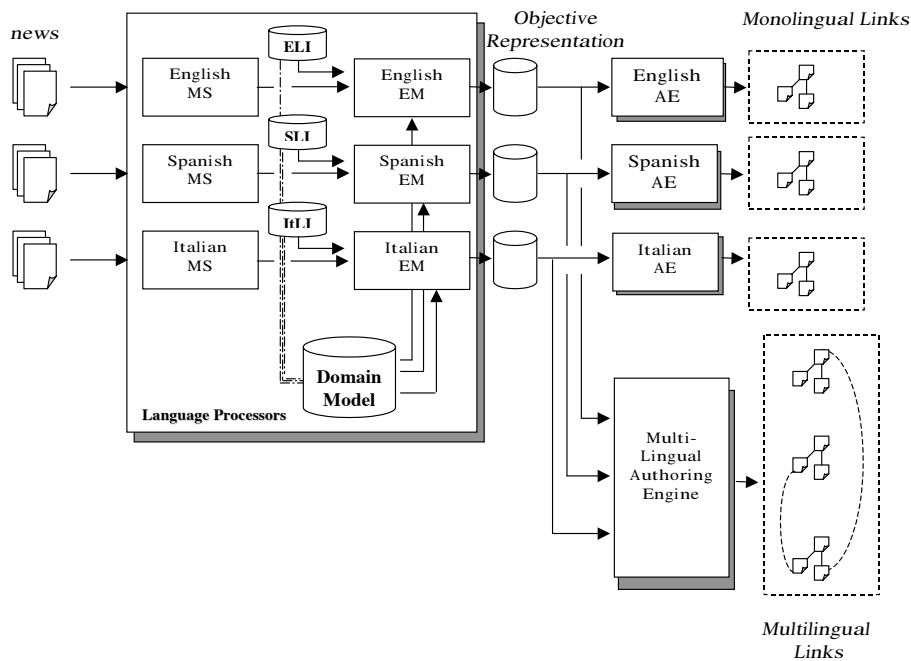 news
Objective
Representation
Monolingual Links
ELI
English
MS
English
EM
English
AE
SLI
Spanish
MS
Spanish
EM
Spanish
AE
ItLI
Italian
MS
Italian
EM
Italian
AE
Domain
Model
Language Processors
Multi-
Lingual
Authoring
Engine
Multilingual
Links